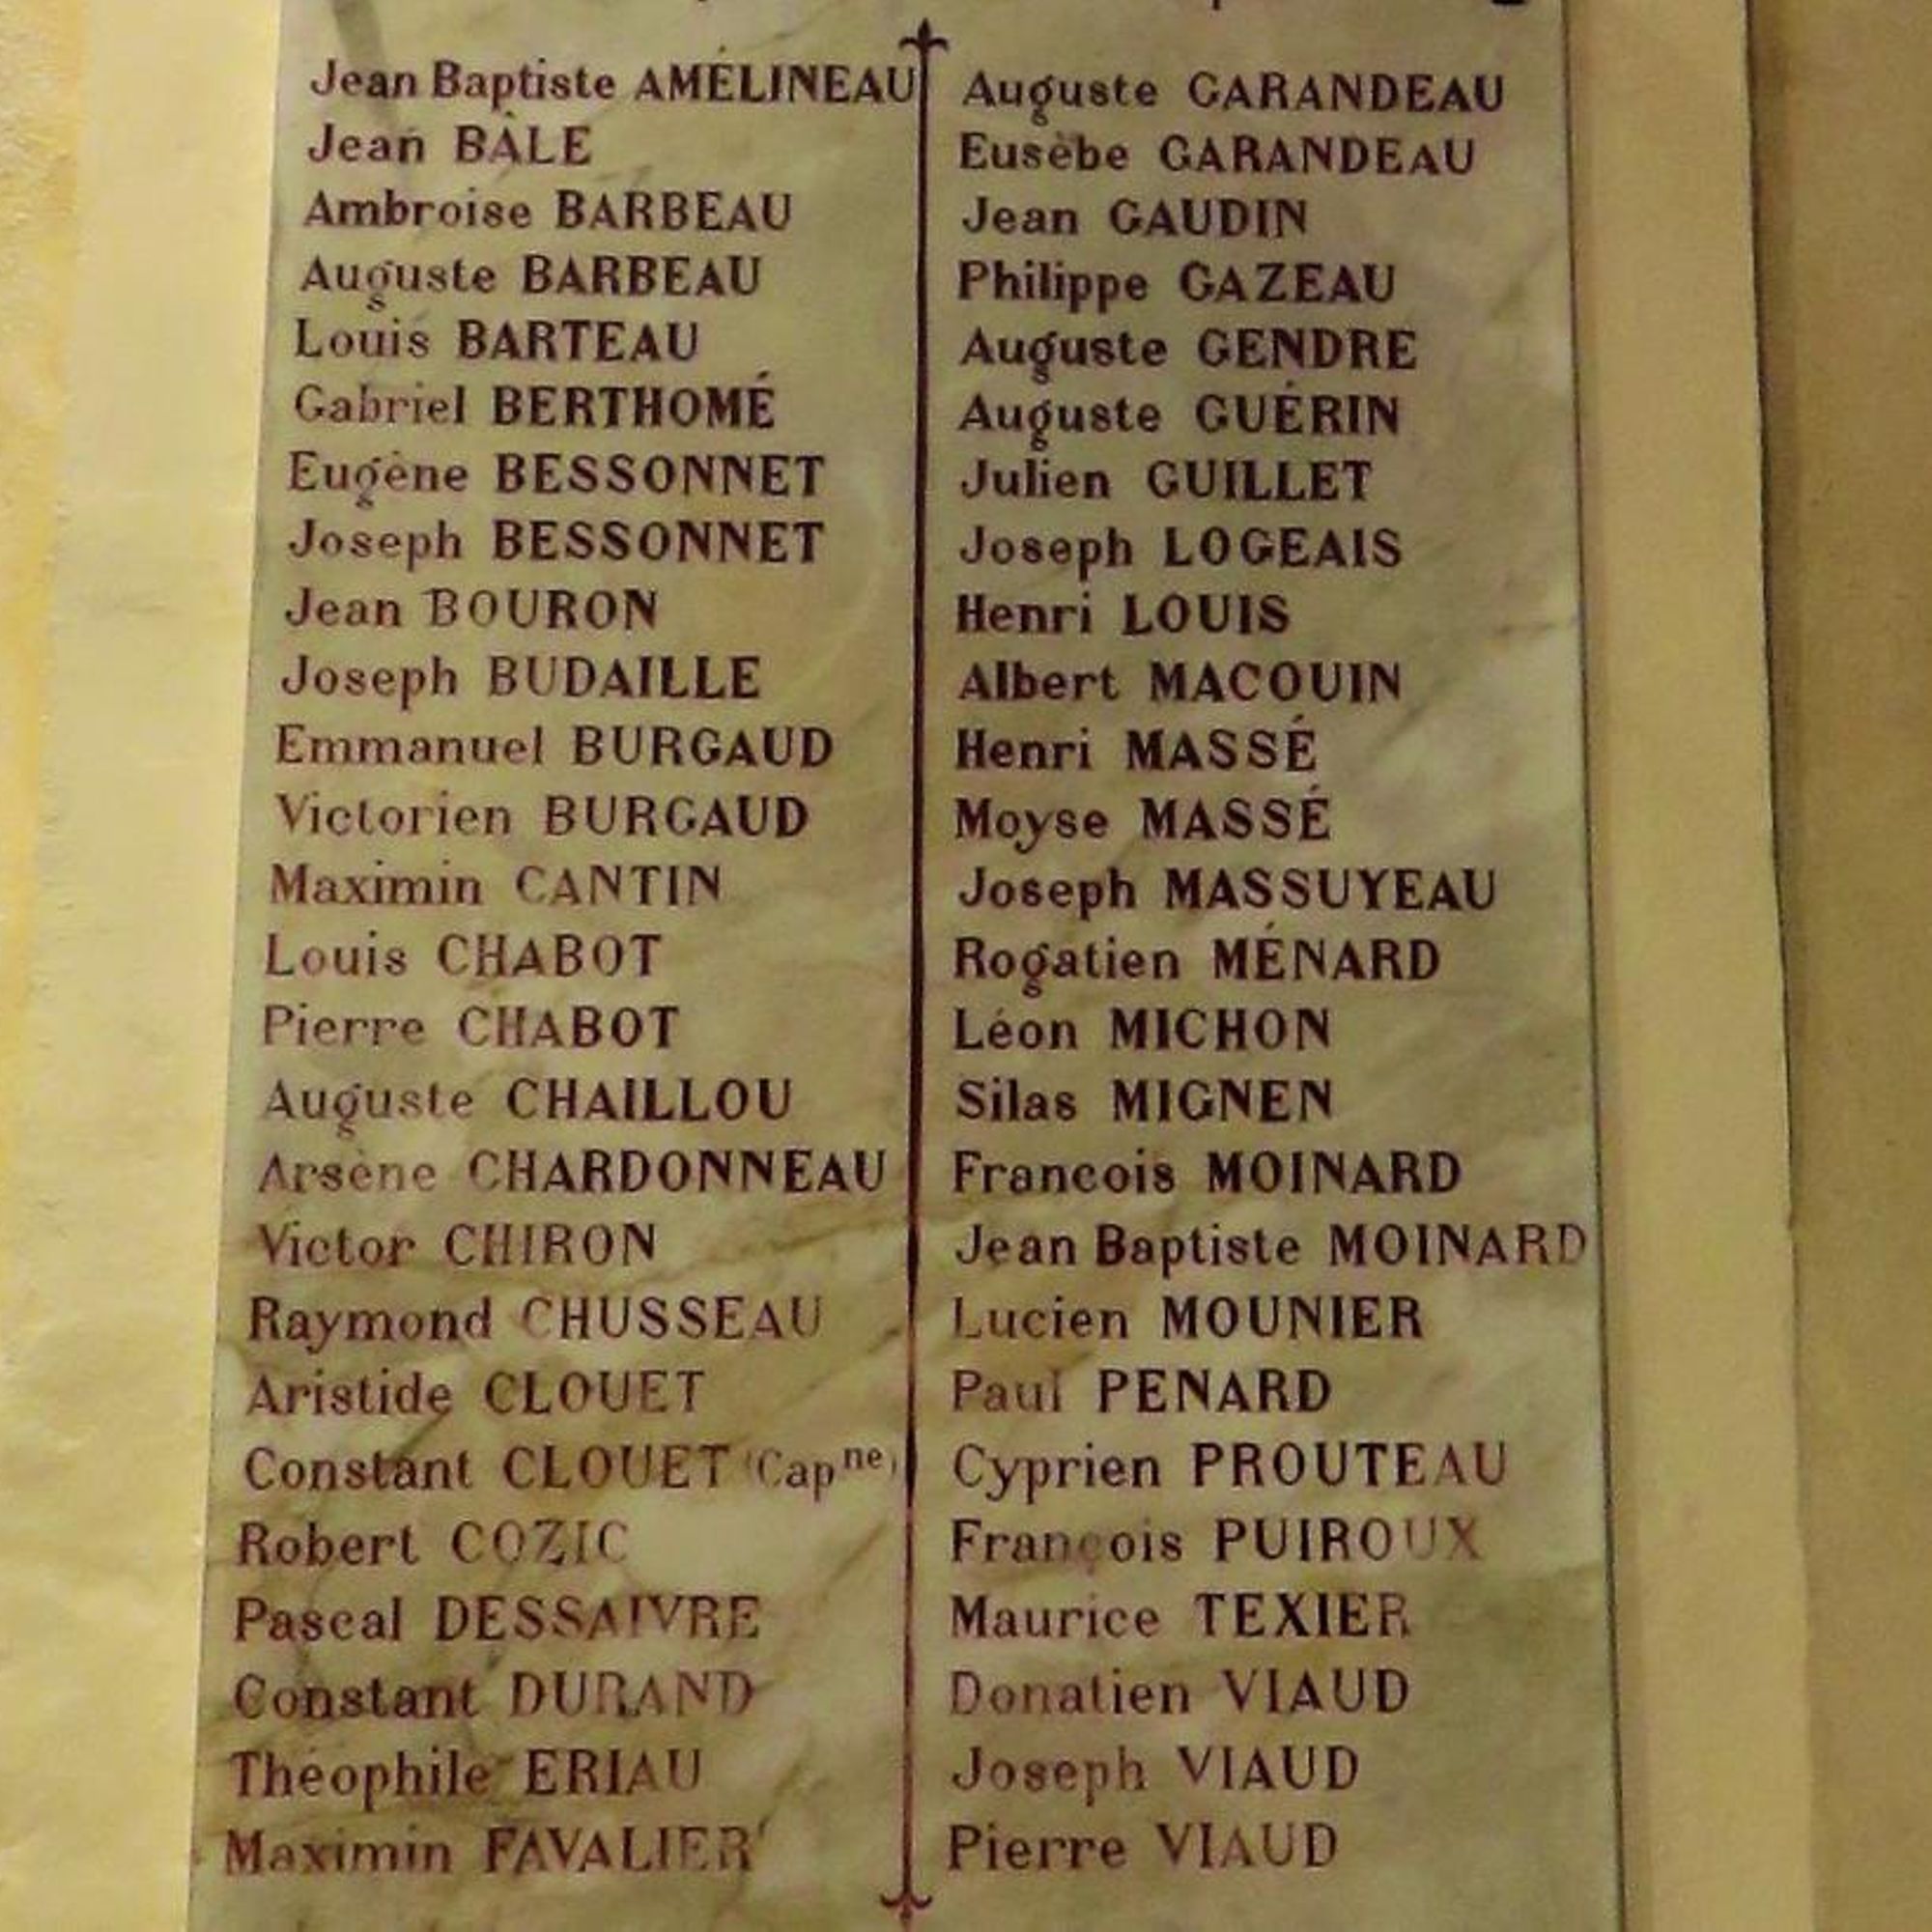 Jean Baptiste AMÉLINEAU
Jean BÂLE
Ambroise BARBEAU
Auguste BARBEAU
Louis BARTEAU
Gabriel BERTHOMÉ
Eugène BESSONNET
Joseph BESSONNET
Jean BOURON
Joseph BUDAILLE
Emmanuel BURGAUD
Victorien BURGAUD
Maximin CANTIN
Louis CHABOT
Pierre CHABOT
Auguste CHAILLOU
Arsène CHARDONNEAU
Victor CHIRON
Raymond CHUSSEAU
Aristide CLOUET
Constant CLOUET (Capne)
Robert COZIC
Pascal DESSAIVRE
Constant DURAND
Théophile ERIAU
Maximin FAVALIER
Auguste GARANDEAU
Eusèbe GARANDEAU
Jean GAUDIN
Philippe GAZEAU
Auguste GENDRE
Auguste GUÉRIN
Julien GUILLET
Joseph LOGEAIS
Henri LOUIS
Albert MACOUIN
Henri MASSÉ
Moyse MASSÉ
Joseph MASSUYEAU
Rogatien MÉNARD
Léon MICHON
Silas MIGNEN
Francois MOINARD
Jean Baptiste MOINARD
Lucien MOUNIER
Paul PENARD
Cyprien PROUTEAU
François PUIROUX
Maurice TEXIER
Donatien VIAUD
Joseph VIAUD
Pierre VIAUD